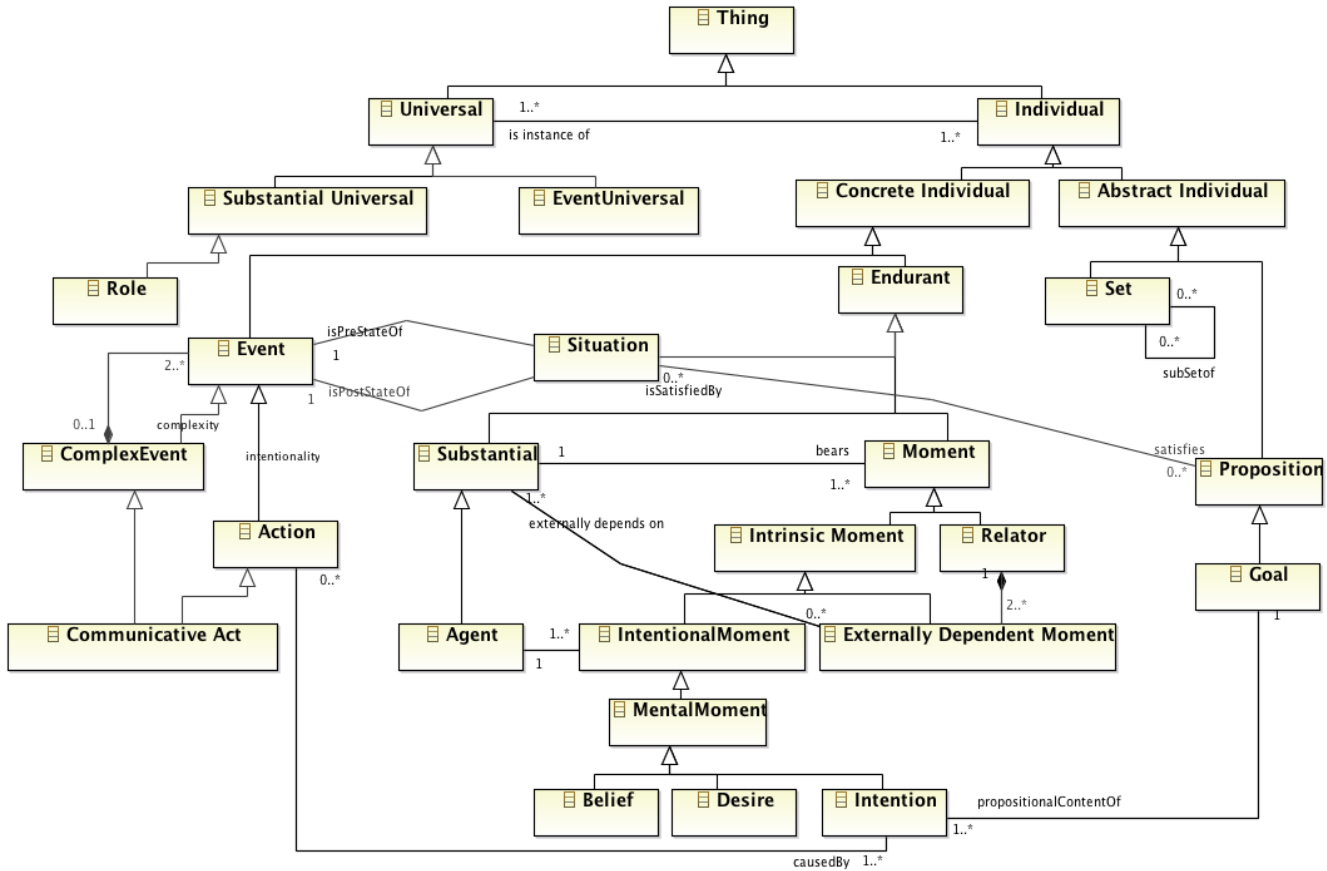 Thing
Universal
1..*
Individual
is instance of
1..*
Substantial Universal
EventUniversal
Concrete Individual
Abstract Individual
Role
Endurant
Set
0..*
isPreStateOf
Event
1
Situation
0..*
2..*
subSetof
0..*
isSatisfiedBy
isPostStateOf
1
0..1
complexity
ComplexEvent
intentionality
Substantial
1
bears
Moment
satisfies
0..*
Proposition
1..*
1..*
externally depends on
Action
Intrinsic Moment
Relator
0..*
1
Goal
2..*
0..*
1
Communicative Act
Agent
1..*
IntentionalMoment
Externally Dependent Moment
1
MentalMoment
Belief
Desire
Intention
propositionalContentOf
1..*
causedBy
1..*